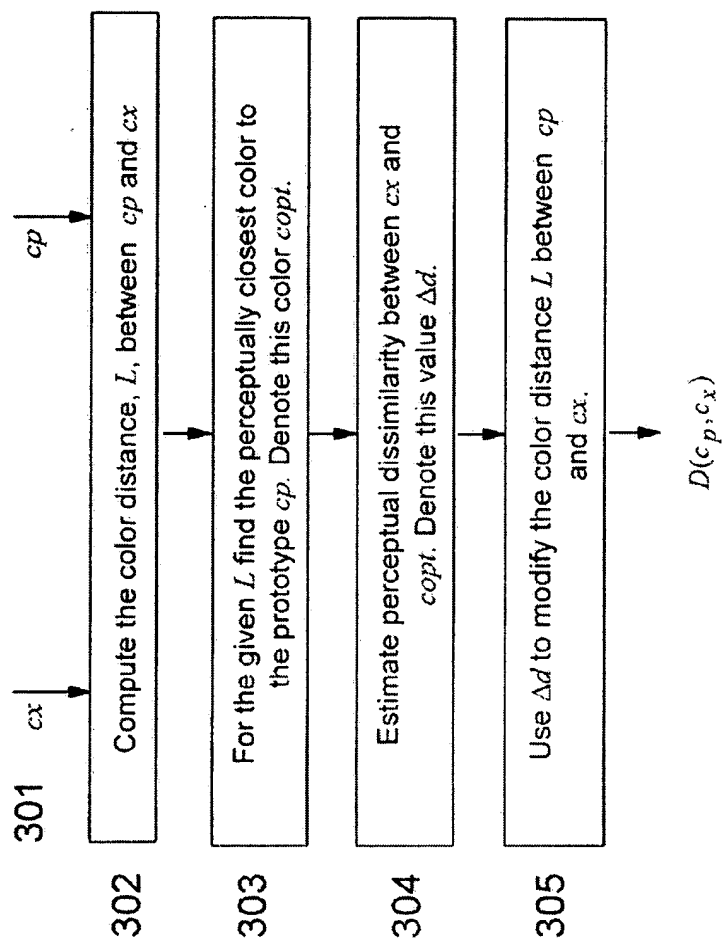 301
cx
cp
302
Compute the color distance, L, between cp and cx
303
For the given L find the perceptually closest color to
the prototype cp. Denote this color copt.
304
Estimate perceptual dissimilarity between cx and
copt. Denote this value Δd.
305
Use Δd to modify the color distance L between cp
and cx.
D(c_p, c_x)